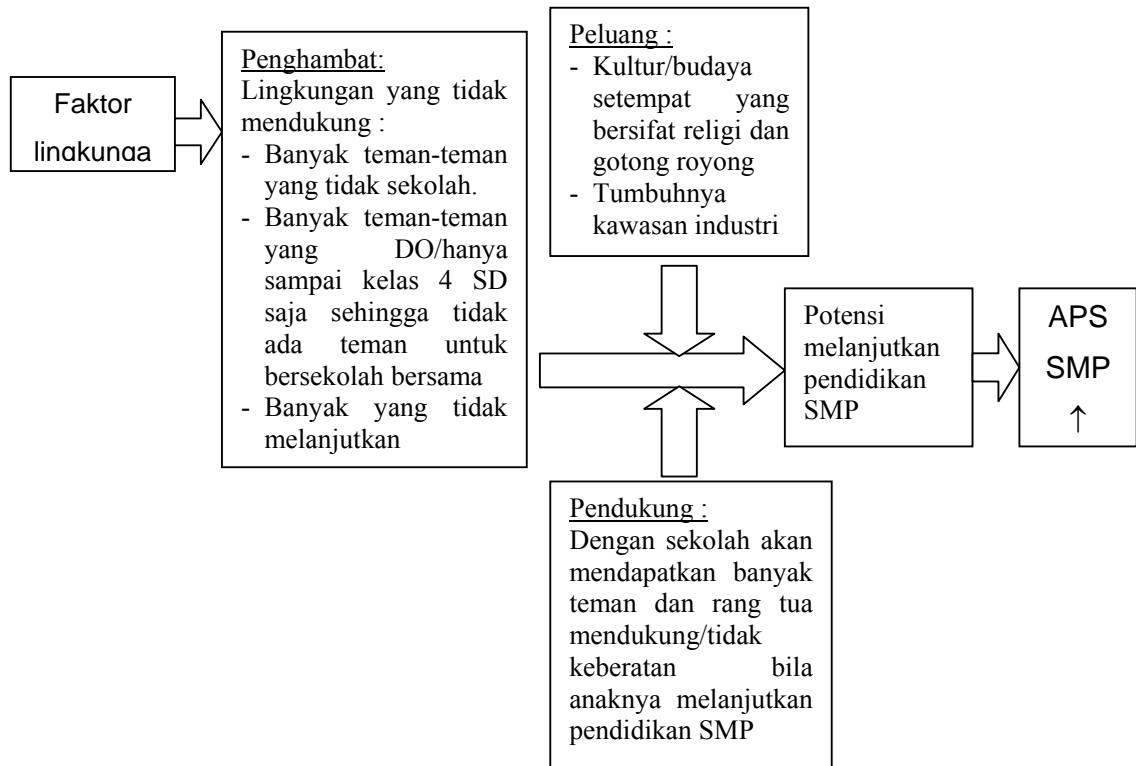 Faktor
lingkunga
Penghambat:
Lingkungan yang tidak
mendukung :
- Banyak teman-teman
yang tidak sekolah.
- Banyak teman-teman
yang DO/hanya
sampai kelas 4 SD
saja sehingga tidak
ada teman untuk
bersekolah bersama
- Banyak yang tidak
melanjutkan
Peluang :
- Kultur/budaya
setempat yang
bersifat religi dan
gotong royong
- Tumbuhnya
kawasan industri
Pendukung :
Dengan sekolah akan
mendapatkan banyak
teman dan rang tua
mendukung/tidak
keberatan bila
anaknya melanjutkan
pendidikan SMP
Potensi
melanjutkan
pendidikan
SMP
APS
SMP
↑